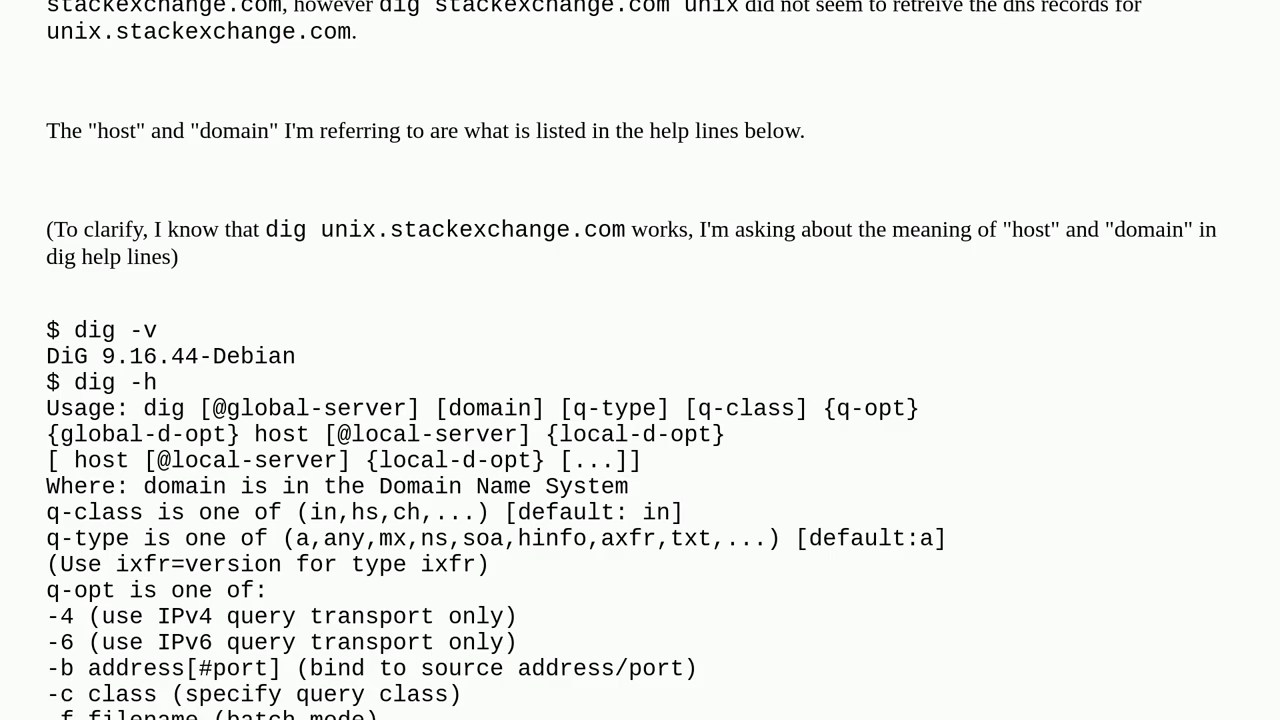 stackexchange.com, however dig stackexchange.com unix did not seem to retreive the dns records for
unix.stackexchange.com.
The "host" and "domain" I'm referring to are what is listed in the help lines below.
(To clarify, I know that dig unix.stackexchange.com works, I'm asking about the meaning of "host" and "domain" in
dig help lines)
$ dig -v
DiG 9.16.44-Debian
$ dig -h
Usage: dig [@global-server] [domain] [q-type] [q-class] {q-opt}
{global-d-opt} host [@local-server] {local-d-opt}
[ host [@local-server] {local-d-opt} [...]]
Where: domain is in the Domain Name System
q-class is one of (in,hs,ch,...) [default: in]
q-type is one of (a,any,mx,ns,soa,hinfo,axfr,txt,...) [default:a]
(Use ixfr=version for type ixfr)
q-opt is one of:
-4 (use IPv4 query transport only)
-6 (use IPv6 query transport only)
-b address[#port] (bind to source address/port)
-c class (specify query class)
-f filename (batch mode)